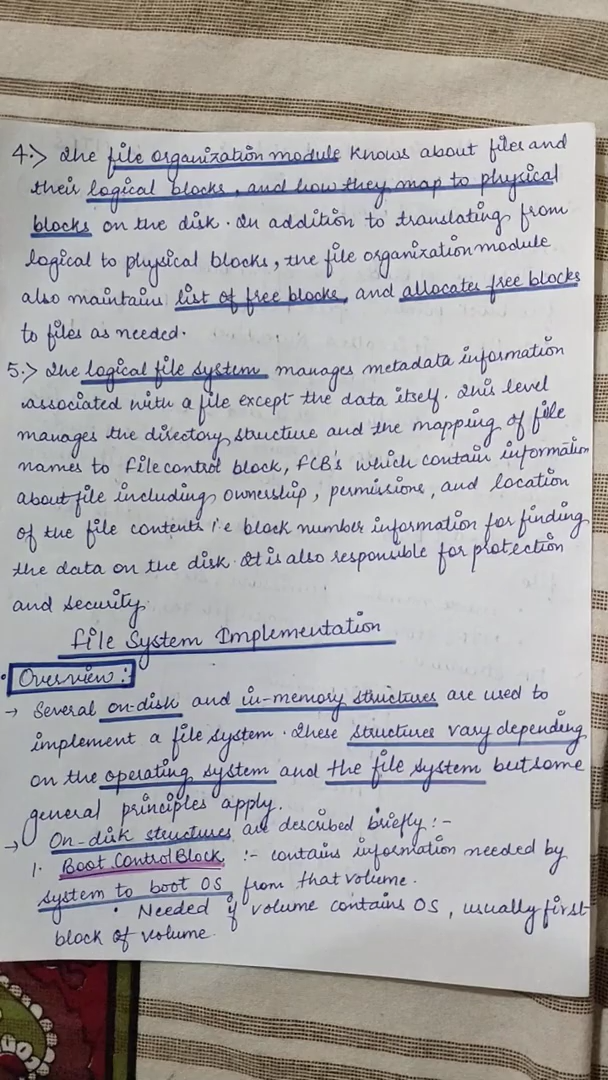 4.> The file organization module knows about files and
their logical blocks, and how they map to physical
blocks on the disk. In addition to translating from
logical to physical blocks, the file organization module
also maintain list of free blocks, and allocates free blocks
to files as needed.
5.> The logical file system manages metadata information
associated with a file except the data itself. This level
manages the directory structure and the mapping of file
names to file control block, FCB's which contain information
about file including ownership, permissions, and location
of the file contents i.e block number information for finding
the data on the disk. It is also responsible for protection
and security.
File System Implementation
• Overview:-
→ Several on-disk and in-memory structures are used to
implement a file system. These structures vary depending
on the operating system and the file system but some
general principles apply.
→ On-disk structures are described briefly :-
1. Boot Control Block :- contains information needed by
system to boot OS from that volume.
• Needed if volume contains OS, usually first
block of volume.